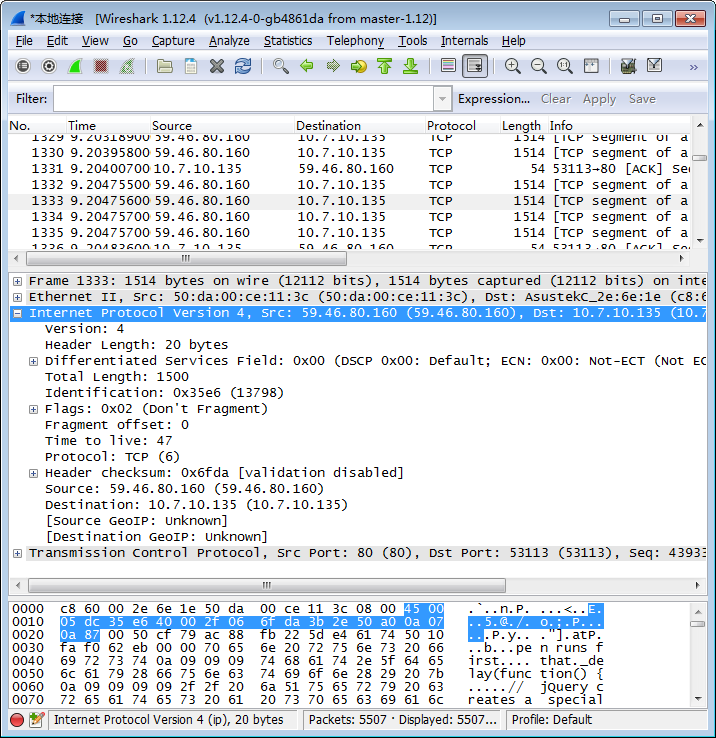 *本地连接 [Wireshark 1.12.4 (v1.12.4-0-gb4861da from master-1.12)]
File Edit View Go Capture Analyze Statistics Telephony Tools Internals Help
Filter: Expression... Clear Apply Save
No. Time Source Destination Protocol Length Info
1329 9.20318900 59.46.80.160 10.7.10.135 TCP 1514 [TCP segment of a
1330 9.20395800 59.46.80.160 10.7.10.135 TCP 1514 [TCP segment of a
1331 9.20400700 10.7.10.135 59.46.80.160 TCP 54 53113→80 [ACK] Seq
1332 9.20475500 59.46.80.160 10.7.10.135 TCP 1514 [TCP segment of a
1333 9.20475600 59.46.80.160 10.7.10.135 TCP 1514 [TCP segment of a
1334 9.20475700 59.46.80.160 10.7.10.135 TCP 1514 [TCP segment of a
1335 9.20475900 59.46.80.160 10.7.10.135 TCP 1514 [TCP segment of a
1336 9.20483600 10.7.10.135 59.46.80.160 TCP 54 53113→80 [ACK] Seq
Frame 1333: 1514 bytes on wire (12112 bits), 1514 bytes captured (12112 bits) on inte
Ethernet II, Src: 50:da:00:ce:11:3c (50:da:00:ce:11:3c), Dst: AsustekC_2e:6e:1e (c8:6
Internet Protocol Version 4, Src: 59.46.80.160 (59.46.80.160), Dst: 10.7.10.135 (10.7
Version: 4
Header Length: 20 bytes
Differentiated Services Field: 0x00 (DSCP 0x00: Default; ECN: 0x00: Not-ECT (Not EC
Total Length: 1500
Identification: 0x35e6 (13798)
Flags: 0x02 (Don't Fragment)
Fragment offset: 0
Time to live: 47
Protocol: TCP (6)
Header checksum: 0x6fda [validation disabled]
Source: 59.46.80.160 (59.46.80.160)
Destination: 10.7.10.135 (10.7.10.135)
[Source GeoIP: Unknown]
[Destination GeoIP: Unknown]
Transmission Control Protocol, Src Port: 80 (80), Dst Port: 53113 (53113), Seq: 43933
0000 c8 60 00 2e 6e 1e 50 da 00 ce 11 3c 08 00 45 00 .`..n.P. ...<..E.
0010 05 dc 35 e6 40 00 2f 06 6f da 3b 2e 50 a0 0a 07 ..5.@./. o.;.P...
0020 0a 87 00 50 cf 79 ac 88 fb 22 5d e4 61 74 50 10 ...P.y.. ."].atP.
0030 fa f0 62 eb 00 00 70 65 6e 20 72 75 6e 73 20 66 ..b...pe n runs f
0040 69 72 73 74 0a 09 09 09 74 68 61 74 2e 5f 64 65 irst.... that._de
0050 6c 61 79 28 66 75 6e 63 74 69 6f 6e 28 29 20 7b lay(func tion() {
0060 0a 09 09 09 09 2f 2f 20 6a 51 75 65 72 79 20 63 .....// jQuery c
0070 72 65 61 74 65 73 20 61 20 73 70 65 63 69 61 6c reates a special
Internet Protocol Version 4 (ip), 20 bytes Packets: 5507 · Displayed: 5507... Profile: Default